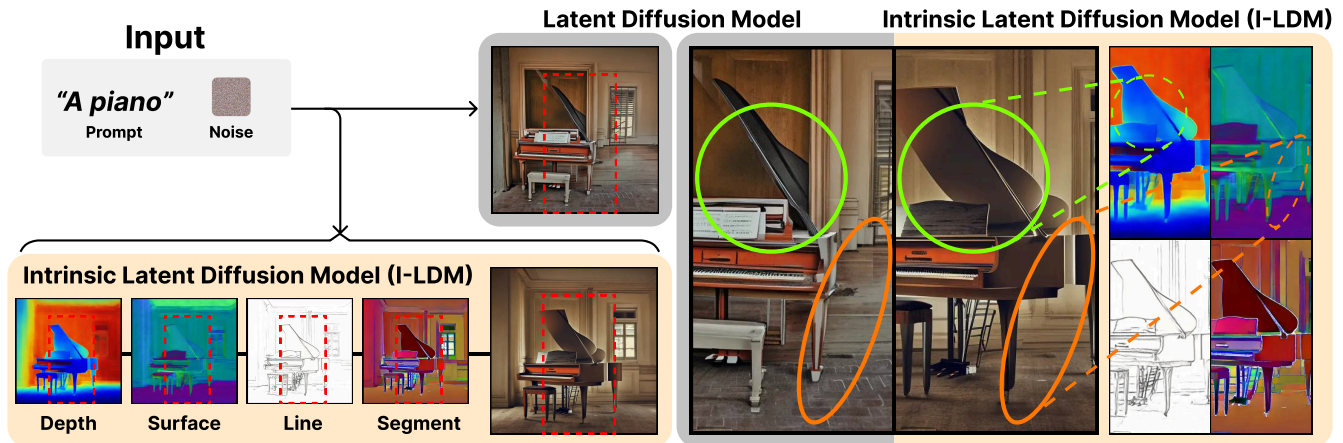 Input
“A piano”
Prompt
Noise
Latent Diffusion Model
Intrinsic Latent Diffusion Model (I-LDM)
Intrinsic Latent Diffusion Model (I-LDM)
Depth
Surface
Line
Segment